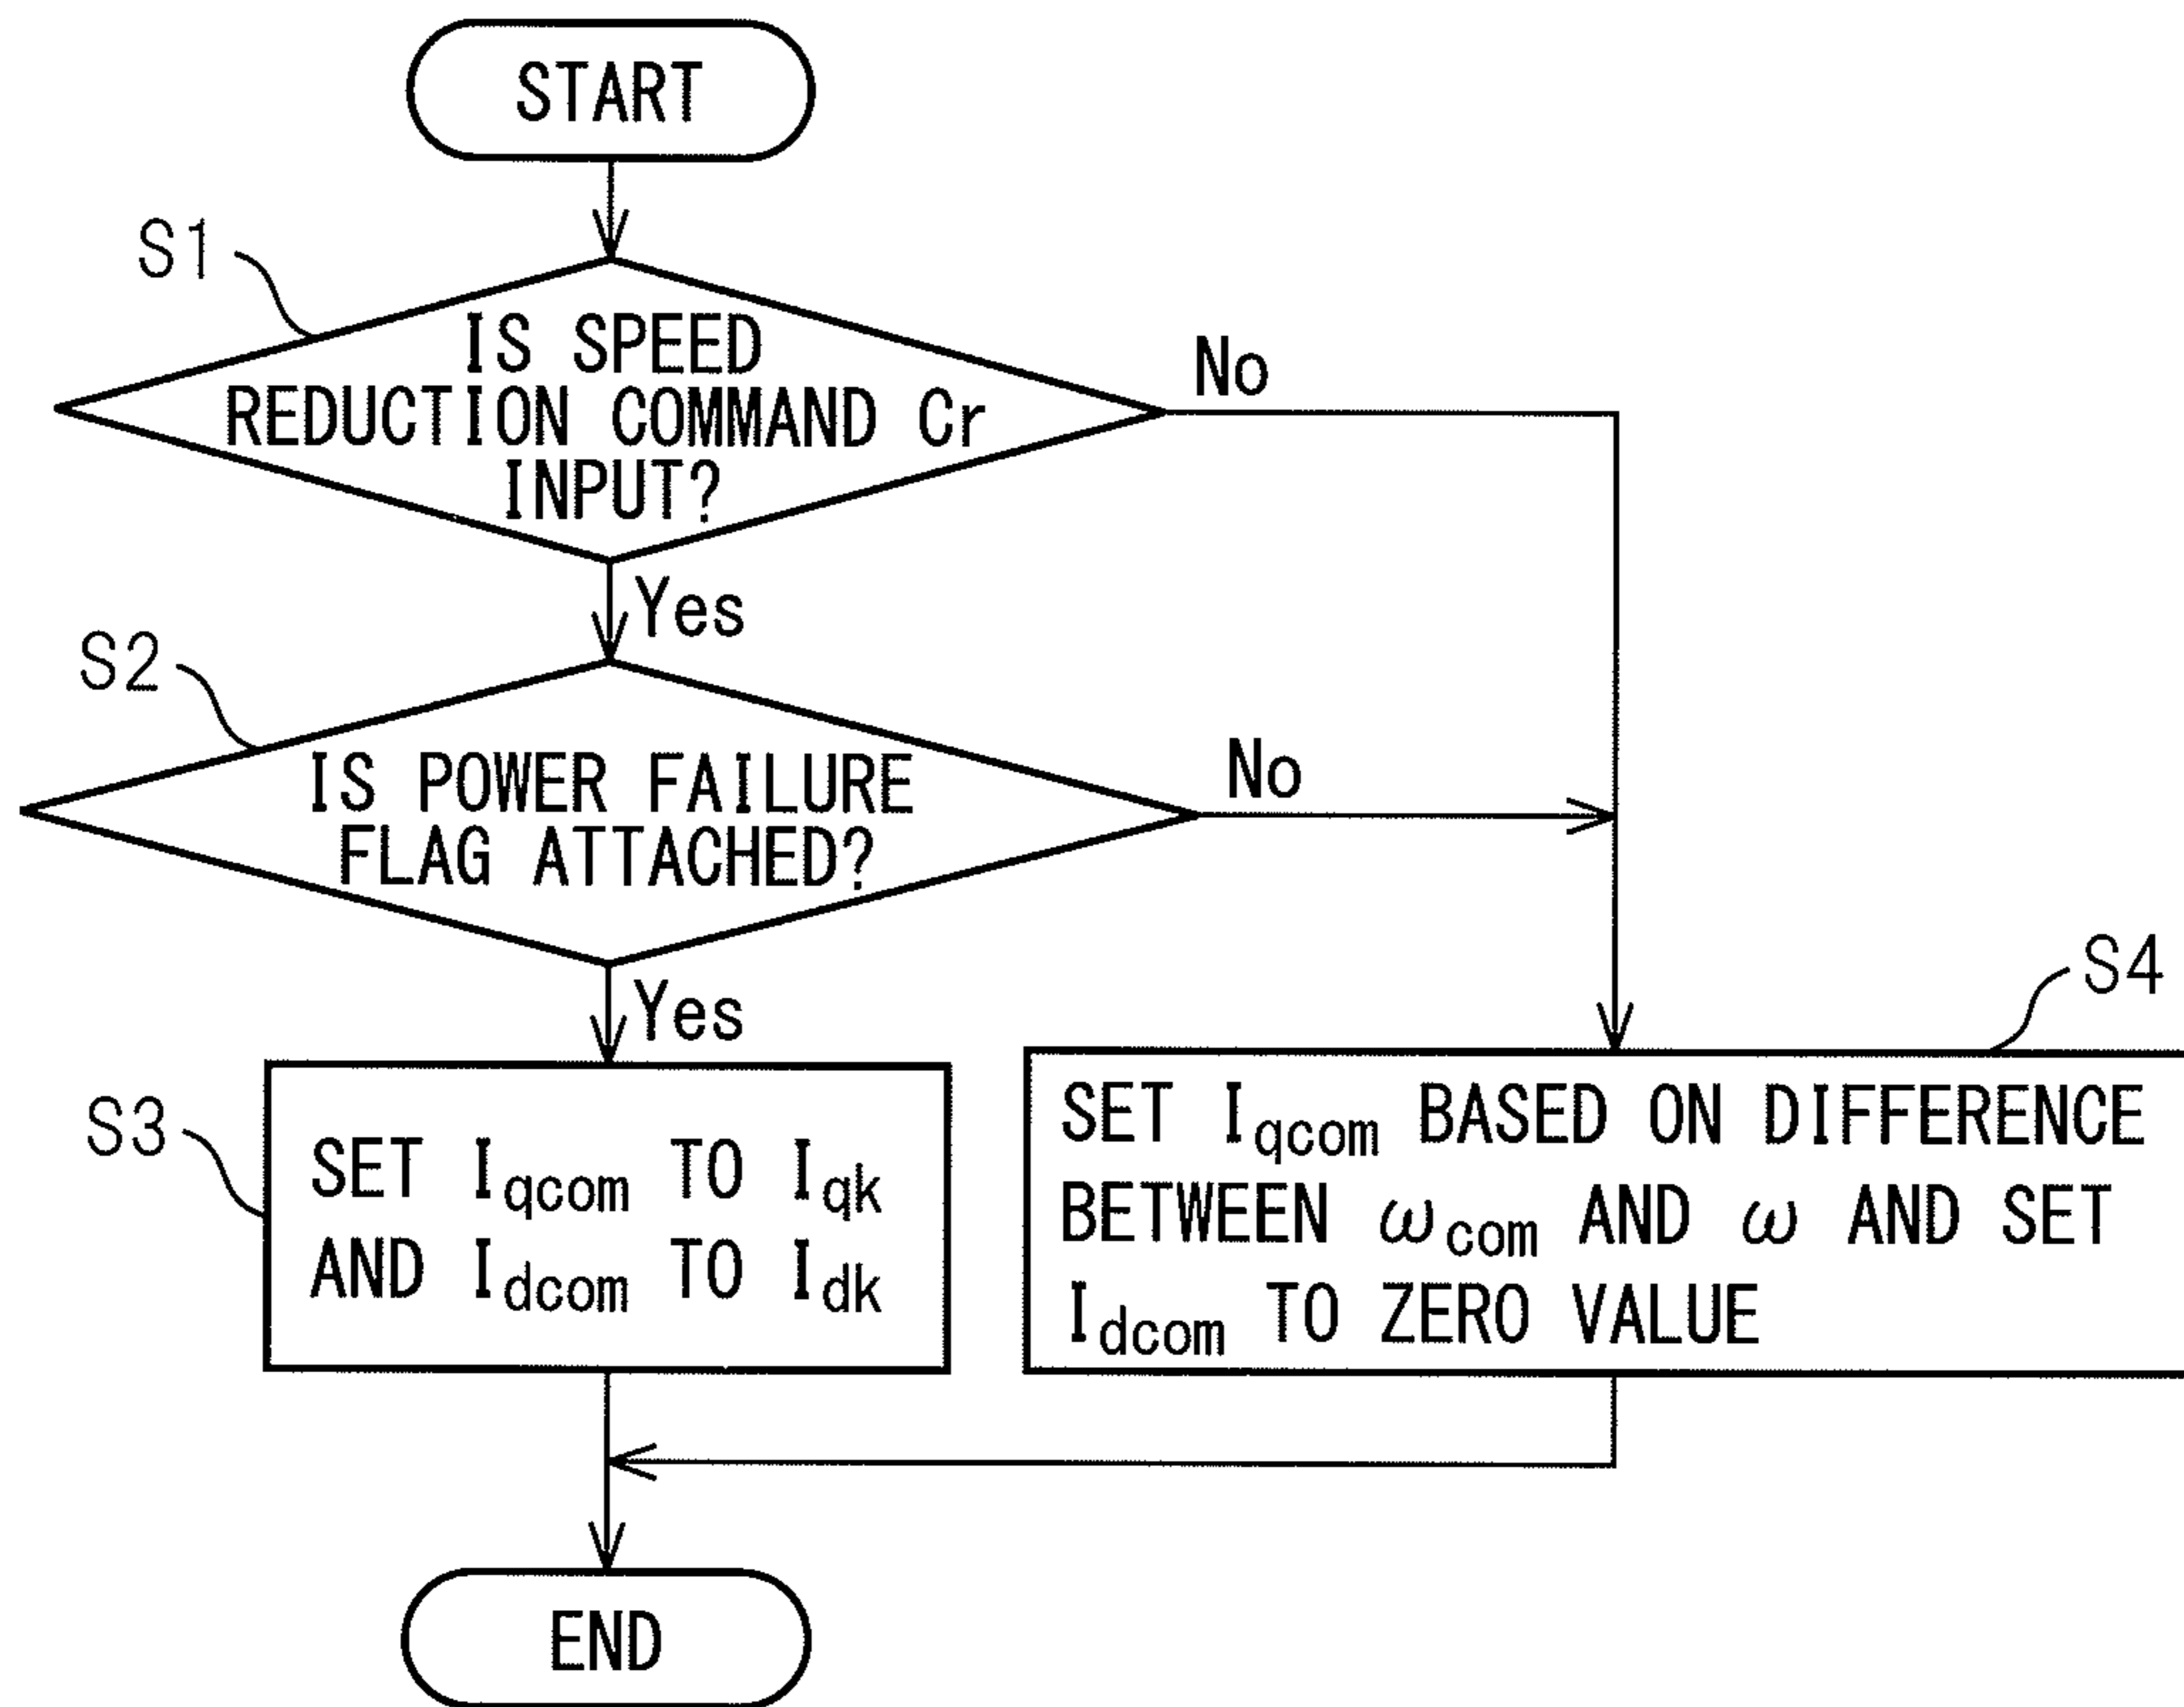 START
S1
IS SPEED
REDUCTION COMMAND Cr
INPUT?
No
Yes
S2
IS POWER FAILURE
FLAG ATTACHED?
No
Yes
S3
SET Iqcom TO Iqk
AND Idcom TO Idk
S4
SET Iqcom BASED ON DIFFERENCE
BETWEEN ωcom AND ω AND SET
Idcom TO ZERO VALUE
END